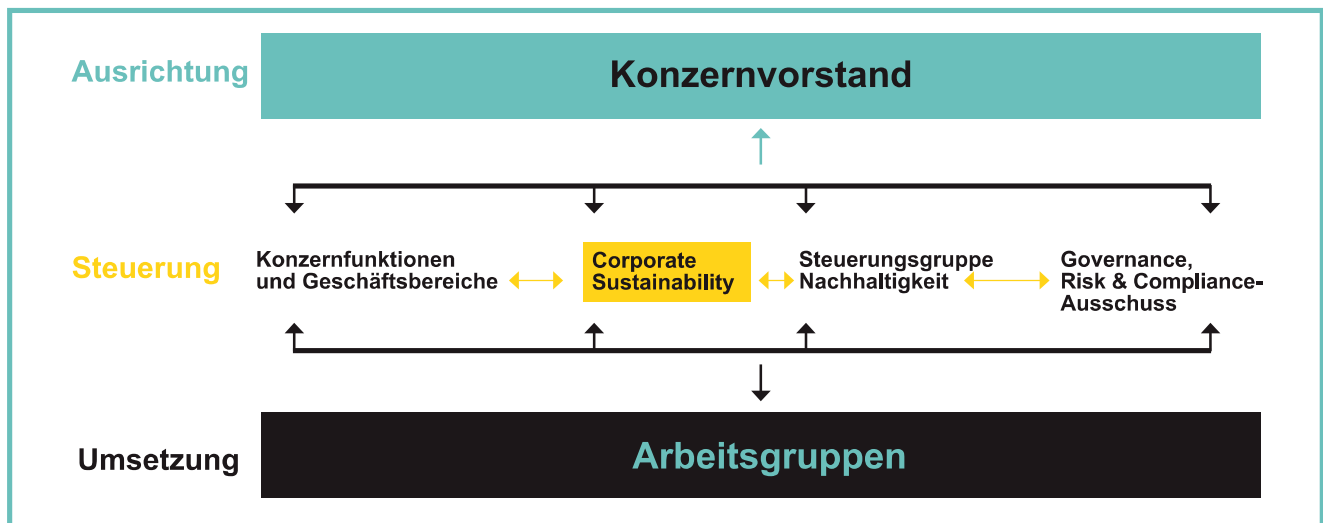 Ausrichtung
Konzernvorstand
Steuerung
Konzernfunktionen
und Geschäftsbereiche
Corporate
Sustainability
Steuerungsgruppe
Nachhaltigkeit
Governance,
Risk & Compliance-
Ausschuss
Umsetzung
Arbeitsgruppen